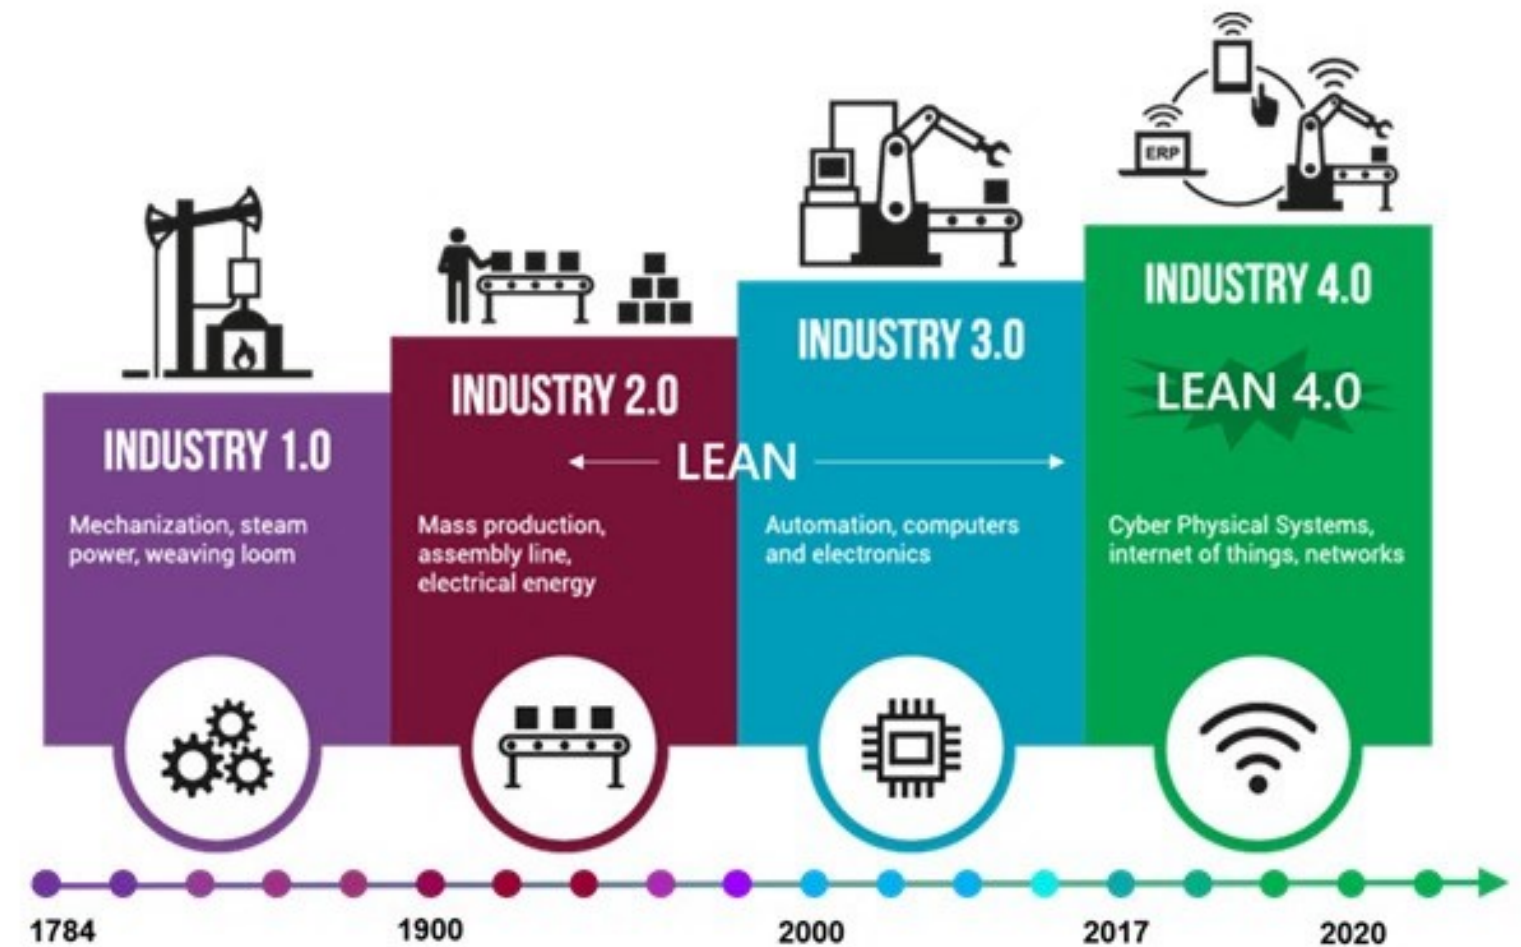 ERP
INDUSTRY 1.0
Mechanization, steam
power, weaving loom
INDUSTRY 2.0
Mass production,
assembly line,
electrical energy
LEAN
INDUSTRY 3.0
Automation, computers
and electronics
INDUSTRY 4.0
LEAN 4.0
Cyber Physical Systems,
internet of things, networks
1784
1900
2000
2017
2020